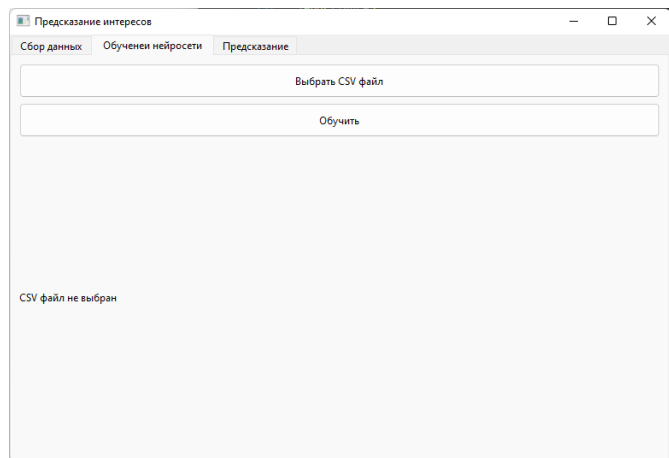 Предсказание интересов
Сбор данных Обученеи нейросети Предсказание
Выбрать CSV файл
Обучить
CSV файл не выбран